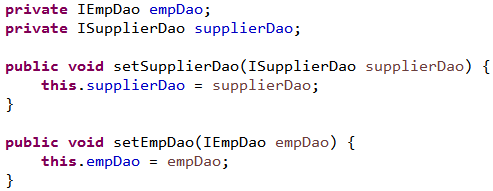 private IEmpDao empDao;
private ISupplierDao supplierDao;
public void setSupplierDao(ISupplierDao supplierDao) {
    this.supplierDao = supplierDao;
}
public void setEmpDao(IEmpDao empDao) {
    this.empDao = empDao;
}